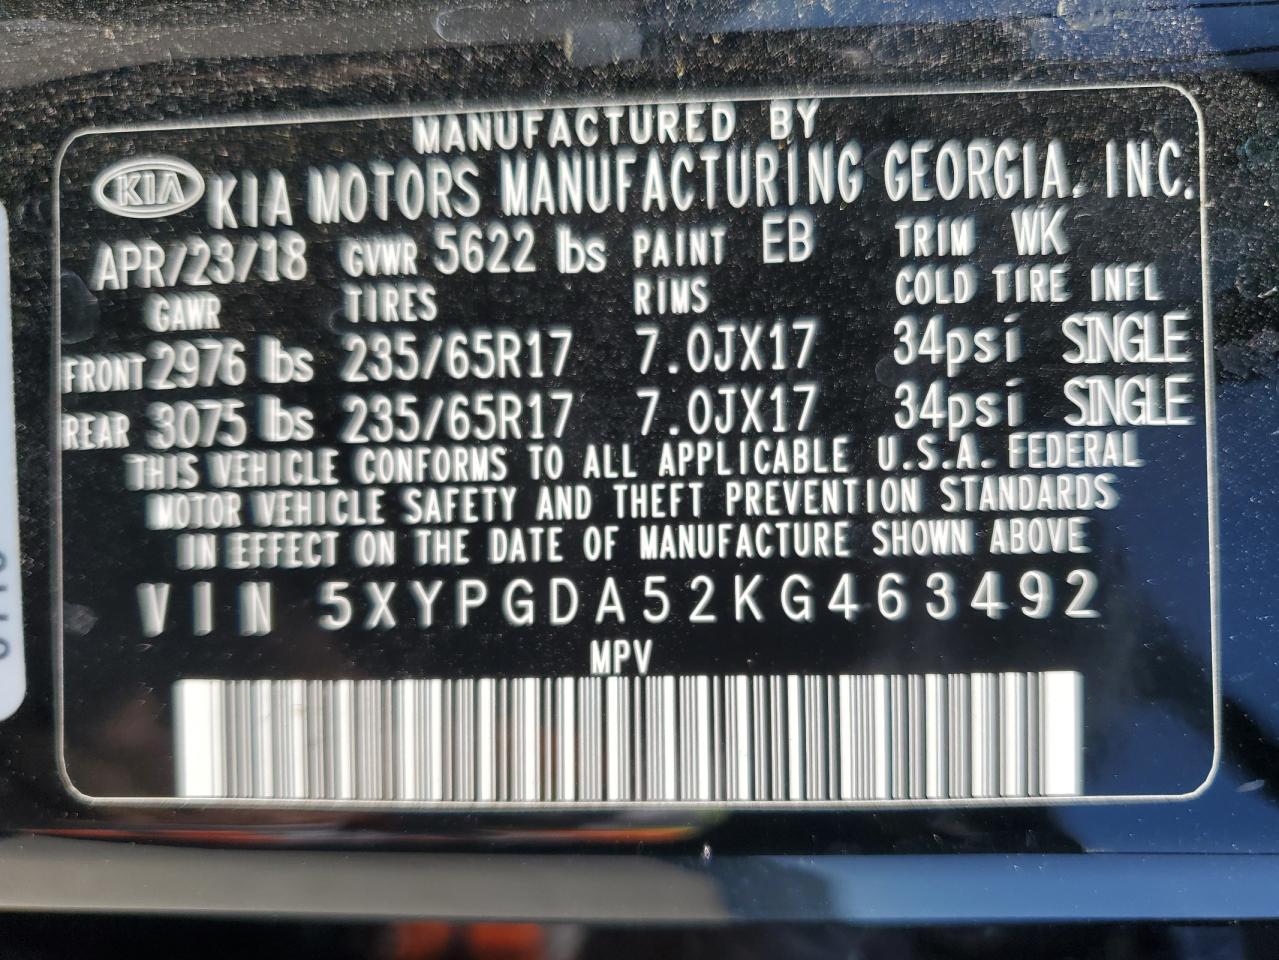 MANUFACTURED BY
KIA KIA MOTORS MANUFACTURING GEORGIA, INC.
APR/23/18 GVWR 5622 lbs PAINT EB TRIM WK
GAWR TIRES RIMS COLD TIRE INFL
FRONT 2976 lbs 235/65R17 7.0JX17 34psi SINGLE
REAR 3075 lbs 235/65R17 7.0JX17 34psi SINGLE
THIS VEHICLE CONFORMS TO ALL APPLICABLE U.S.A. FEDERAL
MOTOR VEHICLE SAFETY AND THEFT PREVENTION STANDARDS
IN EFFECT ON THE DATE OF MANUFACTURE SHOWN ABOVE
VIN 5XYPGDA52KG463492
MPV